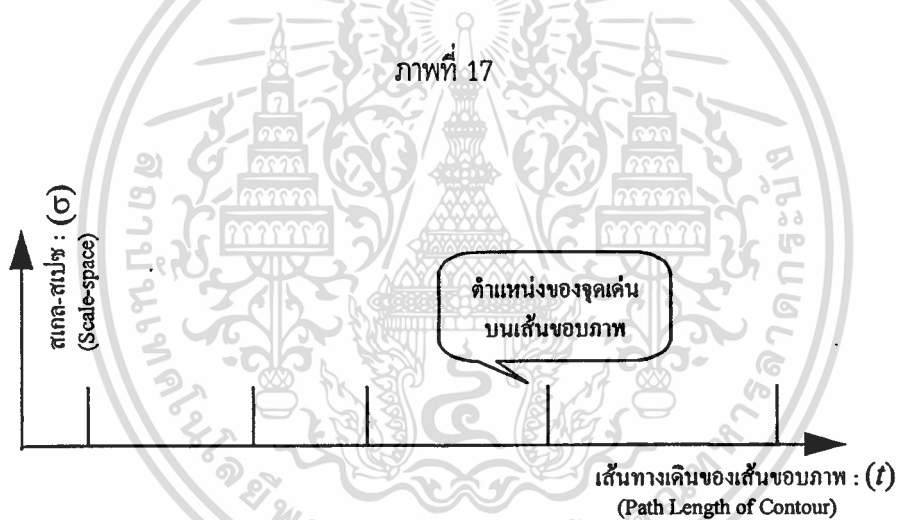 ภาพที่ 17
สเกล-สเปซ : (σ)
(Scale-space)
ตำแหน่งของจุดเด่น
บนเส้นขอบภาพ
เส้นทางเดินของเส้นขอบภาพ : (t)
(Path Length of Contour)